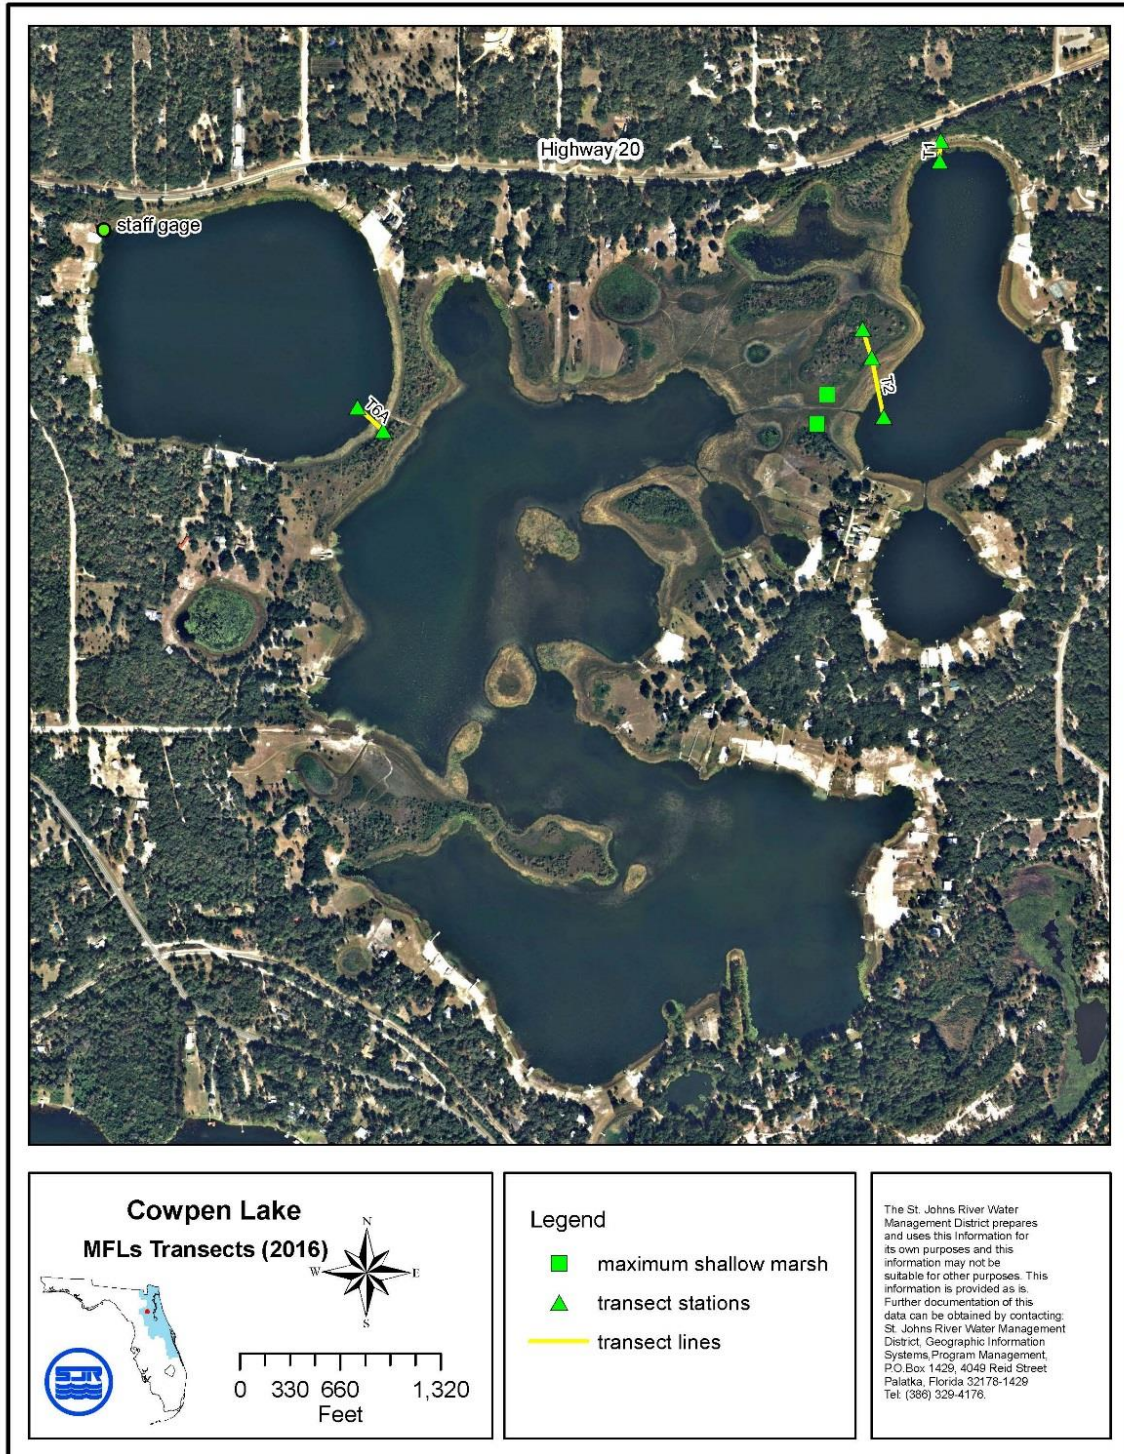 Highway 20
T1
staff gage
T2
T6A
Cowpen Lake
MFLs Transects (2016)
N
W
E
S
SJR
0 330 660 1,320
Feet
Legend
maximum shallow marsh
transect stations
transect lines
The St. Johns River Water
Management District prepares
and uses this Information for
its own purposes and this
information may not be
suitable for other purposes. This
information is provided as is.
Further documentation of this
data can be obtained by contacting:
St. Johns River Water Management
District, Geographic Information
Systems,Program Management,
P.O.Box 1429, 4049 Reid Street
Palatka, Florida 32178-1429
Tel: (386) 329-4176.